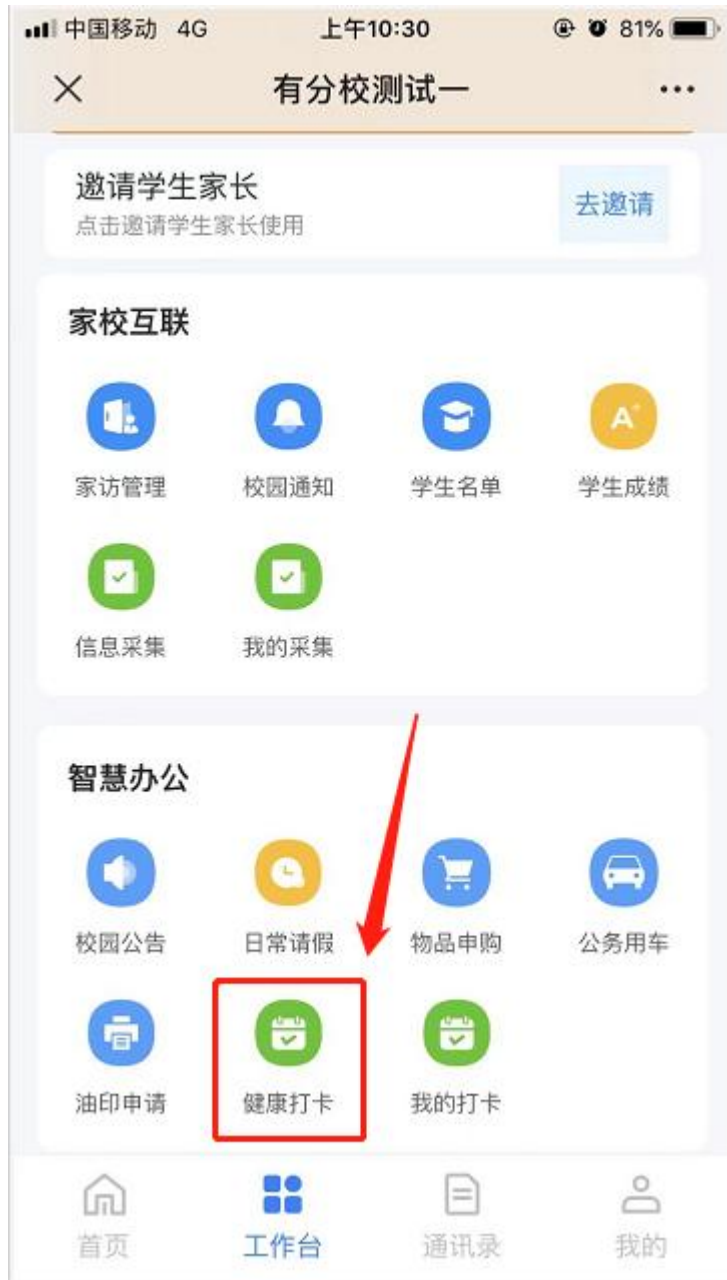 中国移动 4G 上午10:30 81%
有分校测试一
邀请学生家长
点击邀请学生家长使用
去邀请
家校互联
家访管理 校园通知 学生名单 学生成绩
信息采集 我的采集
智慧办公
校园公告 日常请假 物品申购 公务用车
油印申请 健康打卡 我的打卡
首页 工作台 通讯录 我的